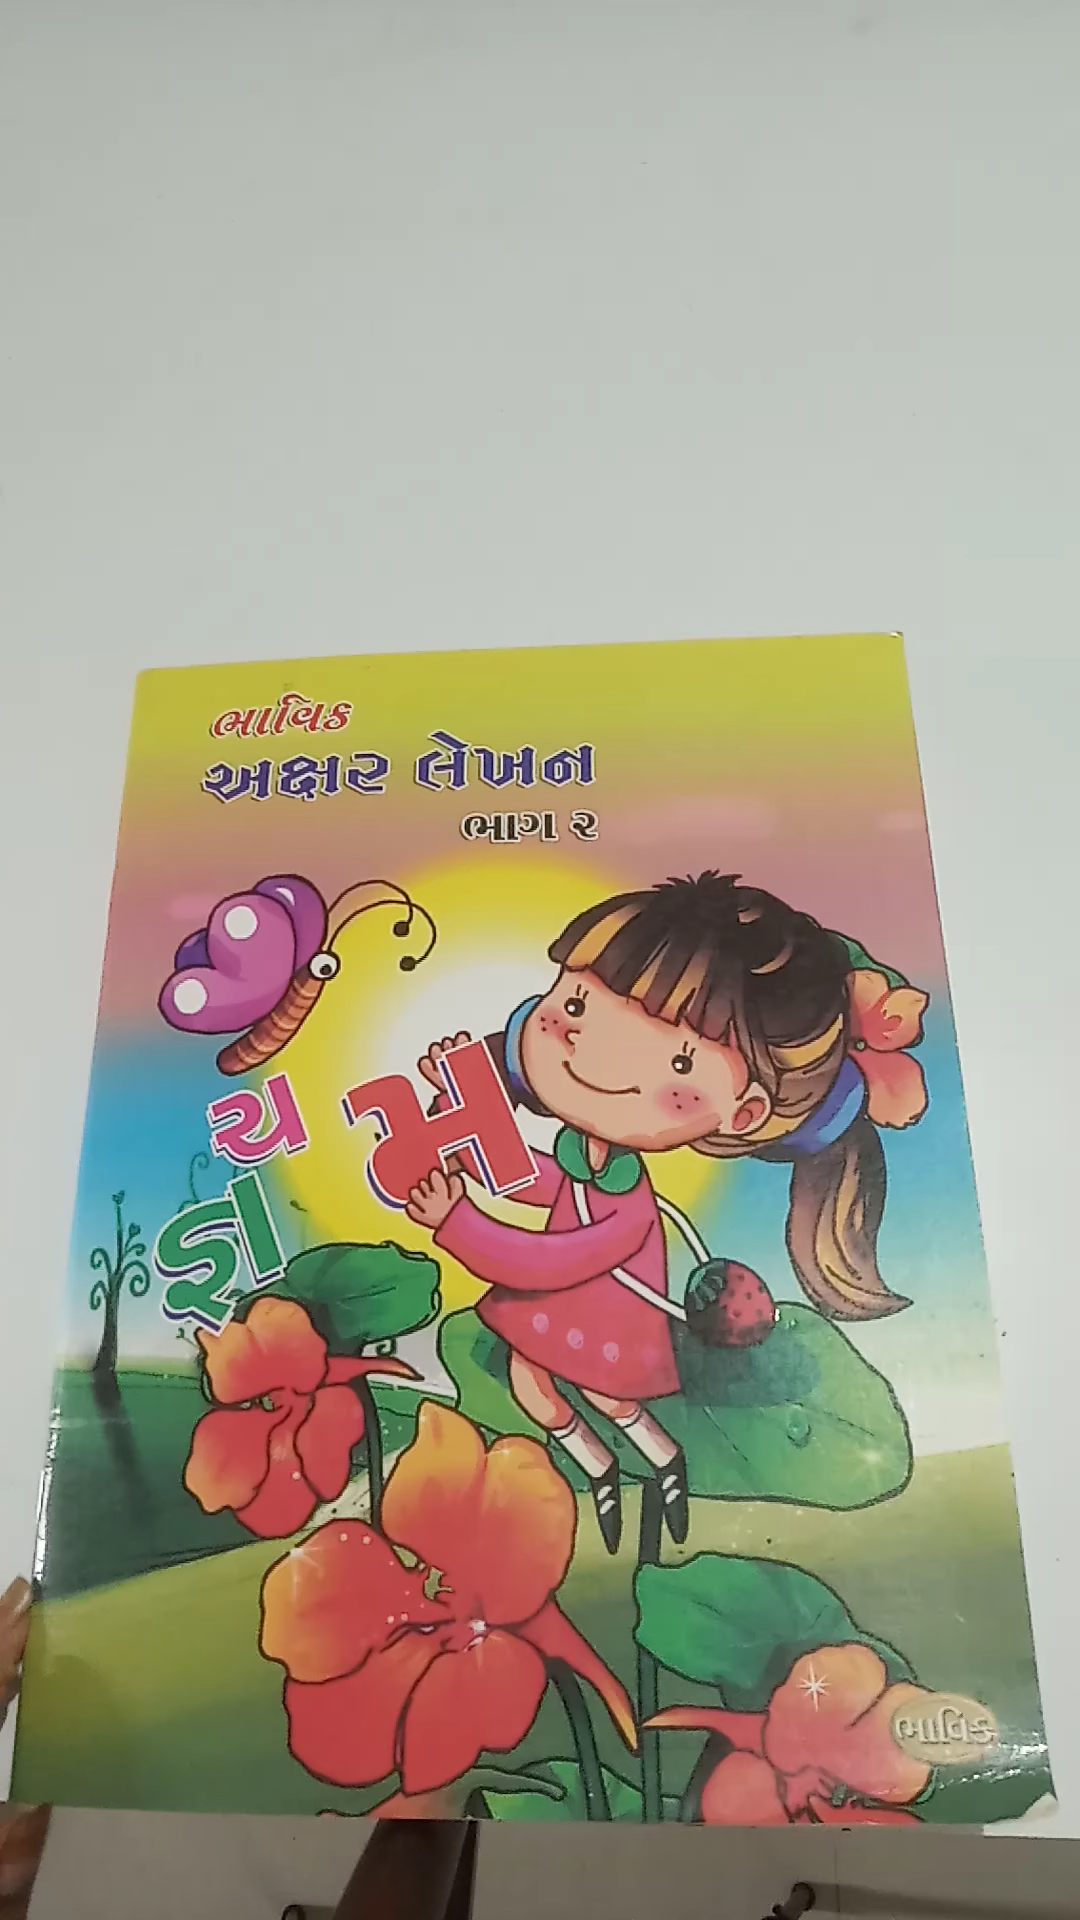 ભાવિક
અક્ષર લેખન
ભાગ ૨
ચ
મ
જ્ઞ
ભાવિક